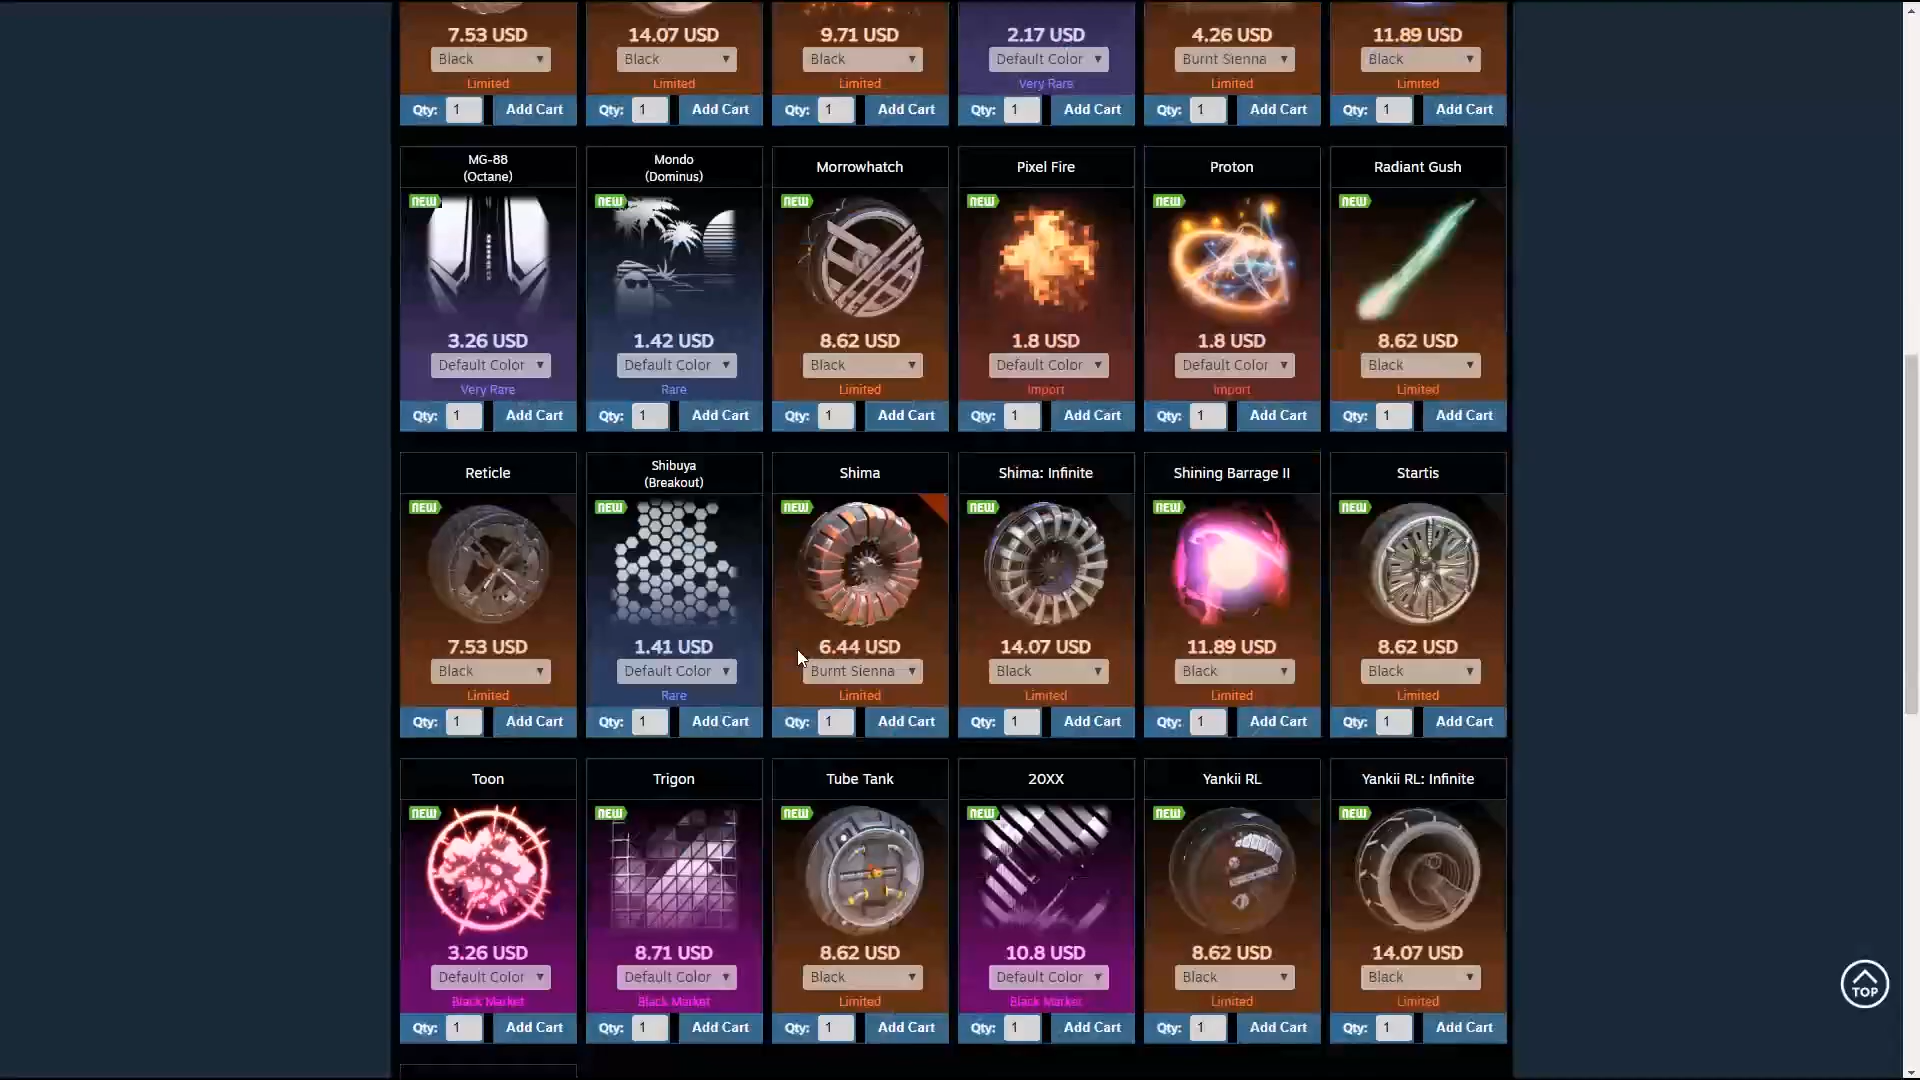 7.53 USD
14.07 USD
9.71 USD
2.17 USD
4.26 USD
11.89 USD
Black
Black
Black
Default Color
Burnt Sienna
Black
Limited
Limited
Limited
Very Rare
Limited
Limited
Qty: 1 Add Cart
Qty: 1 Add Cart
Qty: 1 Add Cart
Qty: 1 Add Cart
Qty: 1 Add Cart
Qty: 1 Add Cart
MG-88
(Octane)
NEW
3.26 USD
Default Color
Very Rare
Qty: 1 Add Cart
Mondo
(Dominus)
NEW
1.42 USD
Default Color
Rare
Qty: 1 Add Cart
Morrowhatch
NEW
8.62 USD
Black
Limited
Qty: 1 Add Cart
Pixel Fire
NEW
1.8 USD
Default Color
Import
Qty: 1 Add Cart
Proton
NEW
1.8 USD
Default Color
Import
Qty: 1 Add Cart
Radiant Gush
NEW
8.62 USD
Black
Limited
Qty: 1 Add Cart
Reticle
NEW
7.53 USD
Black
Limited
Qty: 1 Add Cart
Shibuya
(Breakout)
NEW
1.41 USD
Default Color
Rare
Qty: 1 Add Cart
Shima
NEW
6.44 USD
Burnt Sienna
Limited
Qty: 1 Add Cart
Shima: Infinite
NEW
14.07 USD
Black
Limited
Qty: 1 Add Cart
Shining Barrage II
NEW
11.89 USD
Black
Limited
Qty: 1 Add Cart
Startis
NEW
8.62 USD
Black
Limited
Qty: 1 Add Cart
Toon
NEW
3.26 USD
Default Color
Black Market
Qty: 1 Add Cart
Trigon
NEW
8.71 USD
Default Color
Black Market
Qty: 1 Add Cart
Tube Tank
NEW
8.62 USD
Black
Limited
Qty: 1 Add Cart
20XX
NEW
10.8 USD
Default Color
Black Market
Qty: 1 Add Cart
Yankii RL
NEW
8.62 USD
Black
Limited
Qty: 1 Add Cart
Yankii RL: Infinite
NEW
14.07 USD
Black
Limited
Qty: 1 Add Cart
TOP